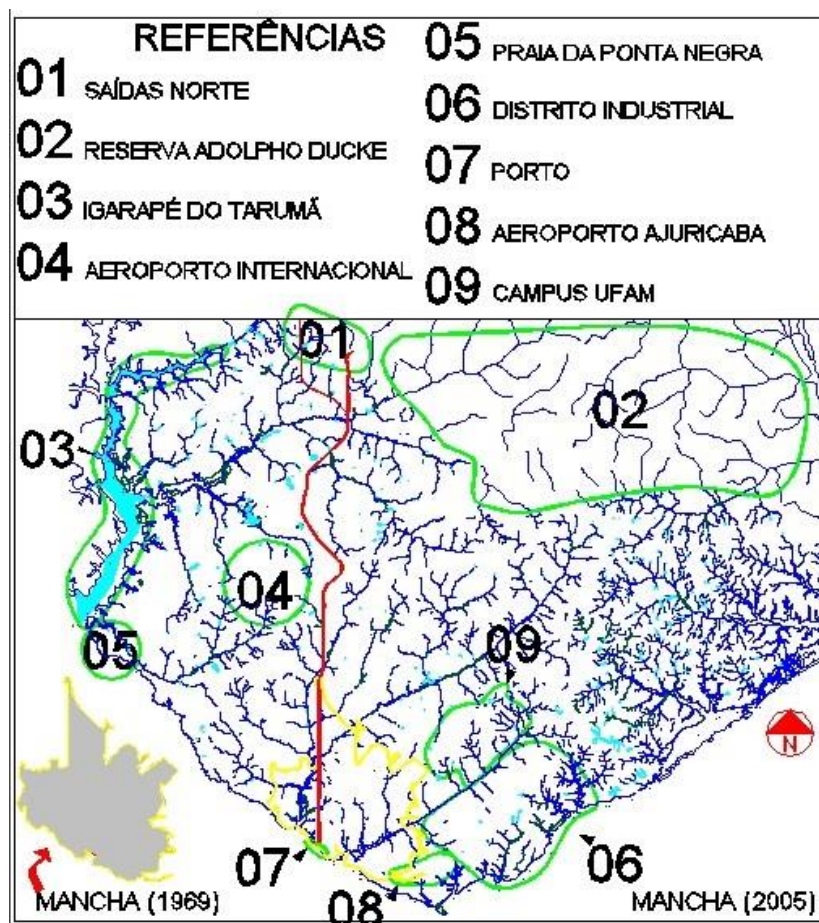 REFERÊNCIAS
01 SAÍDAS NORTE
02 RESERVA ADOLPHO DUCKE
03 IGARAPÉ DO TARUMÃ
04 AEROPORTO INTERNACIONAL
05 PRAIA DA PONTA NEGRA
06 DISTRITO INDUSTRIAL
07 PORTO
08 AEROPORTO AJURICABA
09 CAMPUS UFAM
01
02
03
04
05
09
N
07
08
06
MANCHA (1969)
MANCHA (2005)